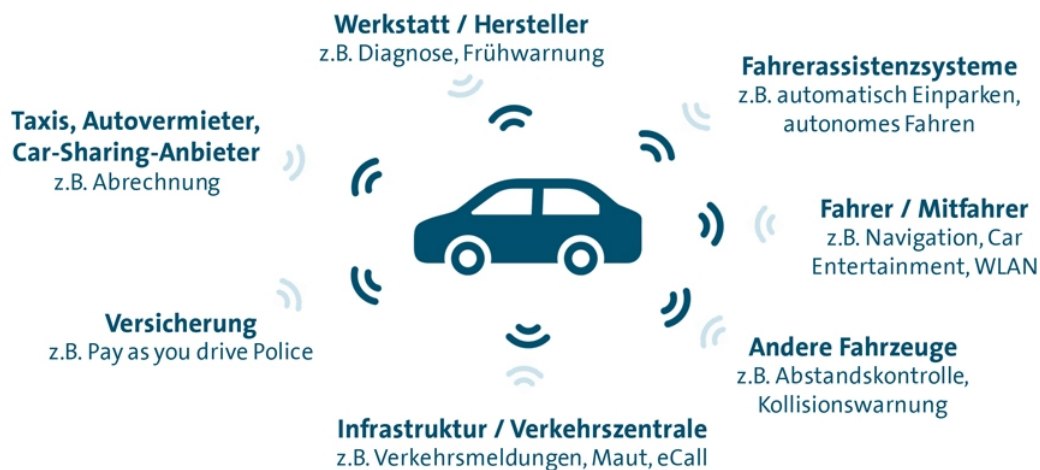 Werkstatt / Hersteller
z.B. Diagnose, Frühwarnung
Fahrerassistenzsysteme
z.B. automatisch Einparken,
autonomes Fahren
Taxis, Autovermieter,
Car-Sharing-Anbieter
z.B. Abrechnung
Fahrer / Mitfahrer
z.B. Navigation, Car
Entertainment, WLAN
Versicherung
z.B. Pay as you drive Police
Andere Fahrzeuge
z.B. Abstandskontrolle,
Kollisionswarnung
Infrastruktur / Verkehrszentrale
z.B. Verkehrsmeldungen, Maut, eCall